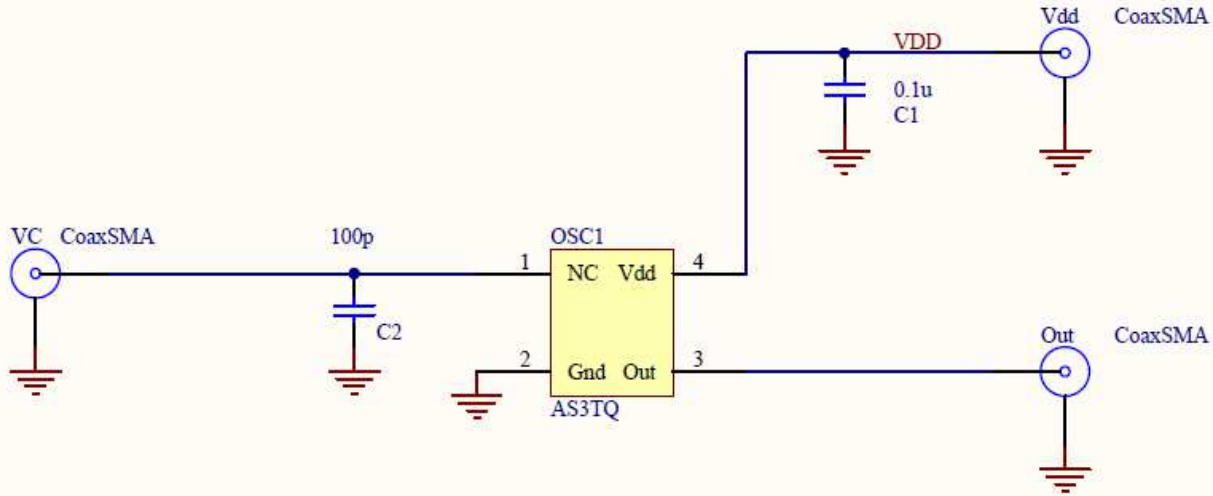 Vdd CoaxSMA
VDD
0.1u
C1
VC CoaxSMA
100p
OSC1
1 NC Vdd 4
C2
Out CoaxSMA
2 Gnd Out 3
AS3TQ